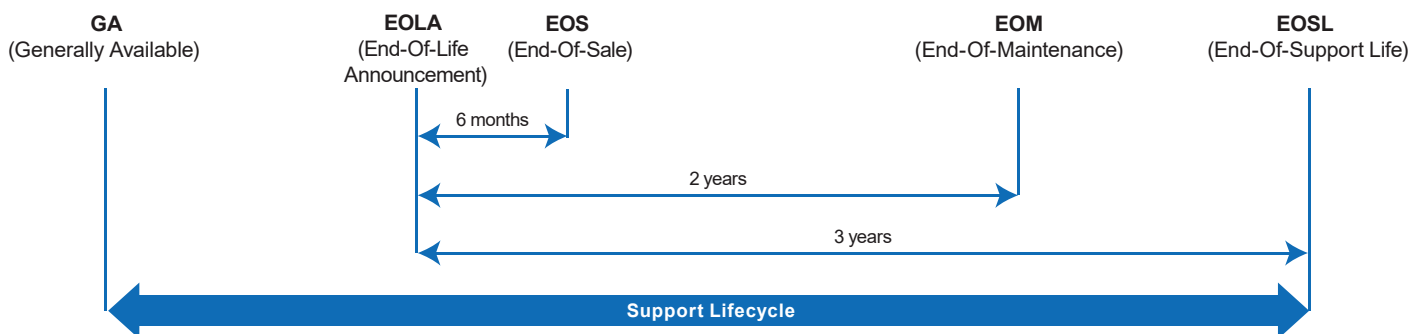 GA
(Generally Available)
EOLA
(End-Of-Life
Announcement)
EOS
(End-Of-Sale)
EOM
(End-Of-Maintenance)
EOSL
(End-Of-Support Life)
6 months
2 years
3 years
Support Lifecycle